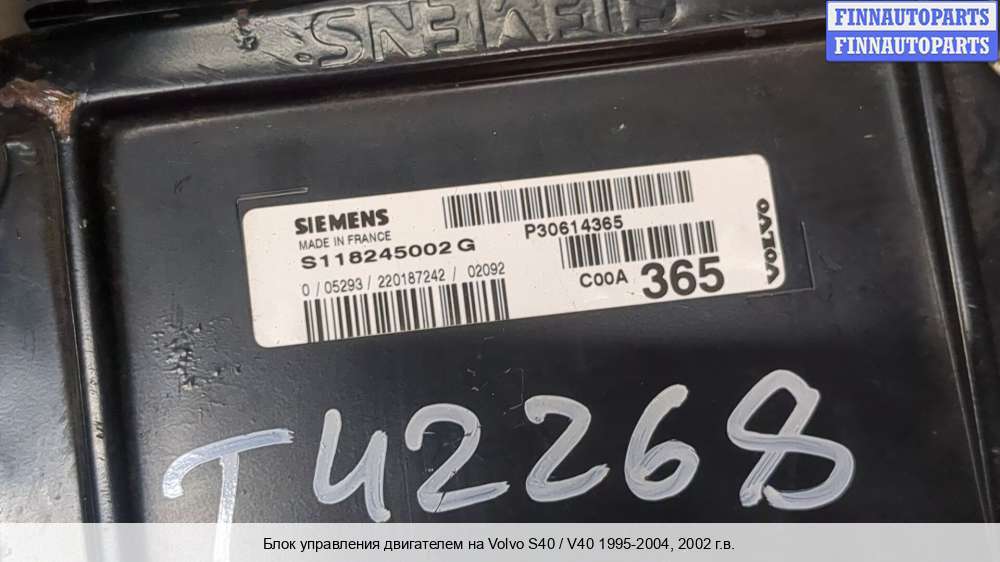 FINNAUTOPARTS
FINNAUTOPARTS
SIEMENS
SIEMENS
MADE IN FRANCE
S118245002 G
0 / 05293 / 220187242 / 02092
P30614365
C00A 365
VOLVO
T42268
Блок управления двигателем на Volvo S40 / V40 1995-2004, 2002 г.в.